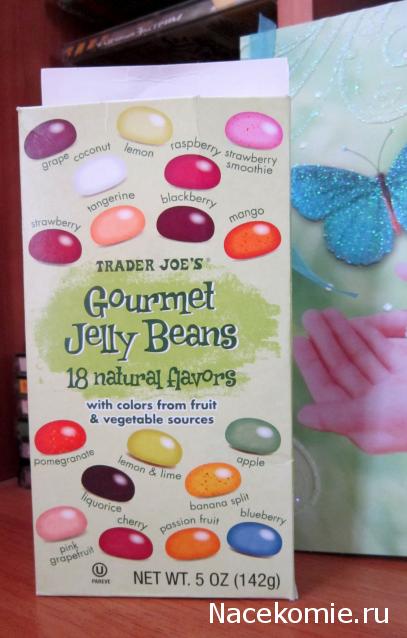 grape
coconut
lemon
raspberry
strawberry
smoothie
strawberry
tangerine
blackberry
mango
TRADER JOE'S®
Gourmet
Jelly Beans
18 natural flavors
with colors from fruit
& vegetable sources
pomegranate
lemon & lime
apple
liquorice
banana split
pink
grapefruit
cherry
passion fruit
blueberry
U
PAREVE
NET WT. 5 OZ (142g)
Nacekomie.ru